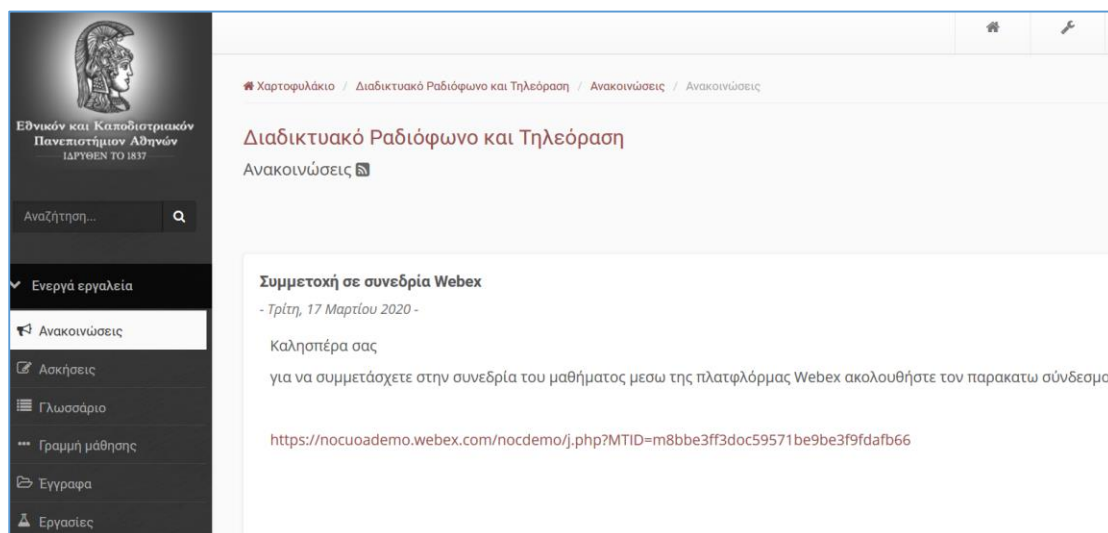 Εθνικόν και Καποδιστριακόν
Πανεπιστήμιον Αθηνών
ΙΔΡΥΘΕΝ ΤΟ 1837
Αναζήτηση...
Ενεργά εργαλεία
Ανακοινώσεις
Ασκήσεις
Γλωσσάριο
Γραμμή μάθησης
Έγγραφα
Εργασίες
Χαρτοφυλάκιο / Διαδικτυακό Ραδιόφωνο και Τηλεόραση / Ανακοινώσεις / Ανακοινώσεις
Διαδικτυακό Ραδιόφωνο και Τηλεόραση
Ανακοινώσεις
Συμμετοχή σε συνεδρία Webex
- Τρίτη, 17 Μαρτίου 2020 -
Καλησπέρα σας
για να συμμετάσχετε στην συνεδρία του μαθήματος μεσω της πλατφλόρμας Webex ακολουθήστε τον παρακατω σύνδεσμο
https://nocuoademo.webex.com/nocdemo/j.php?MTID=m8bbe3ff3doc59571be9be3f9fdafb66